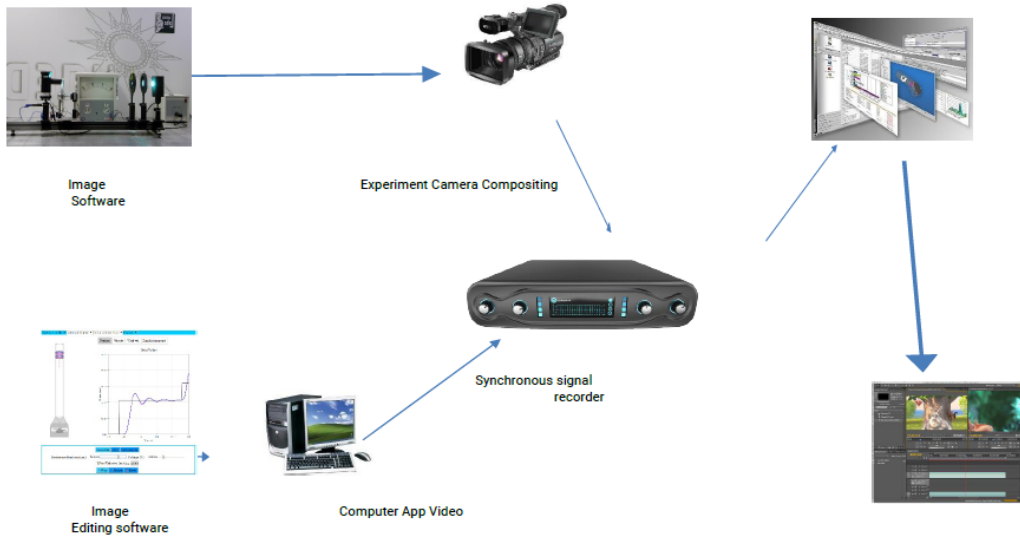 Image
Software
Experiment Camera Compositing
Synchronous signal
recorder
Image
Editing software
Computer App Video